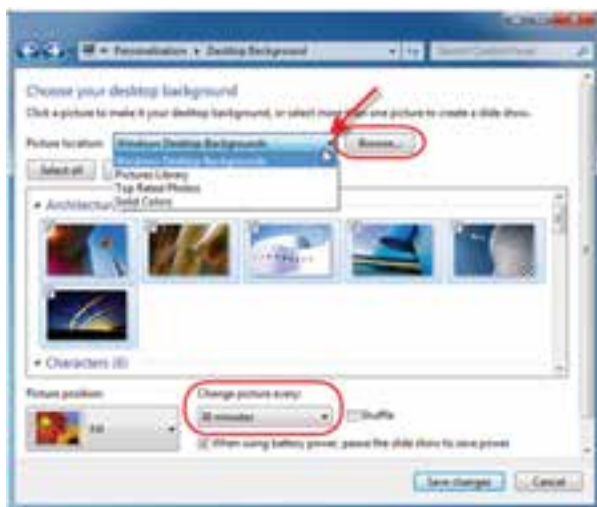 Personalization ▸ Desktop Background
Search Control Panel
Choose your desktop background
Click a picture to make it your desktop background, or select more than one picture to create a slide show.
Picture location:
Windows Desktop Backgrounds
Browse...
Windows Desktop Backgrounds
Pictures Library
Top Rated Photos
Solid Colors
Select all
Architecture
Characters (6)
Picture position:
Change picture every:
Fill
30 minutes
Shuffle
When using battery power, pause the slide show to save power
Save changes
Cancel